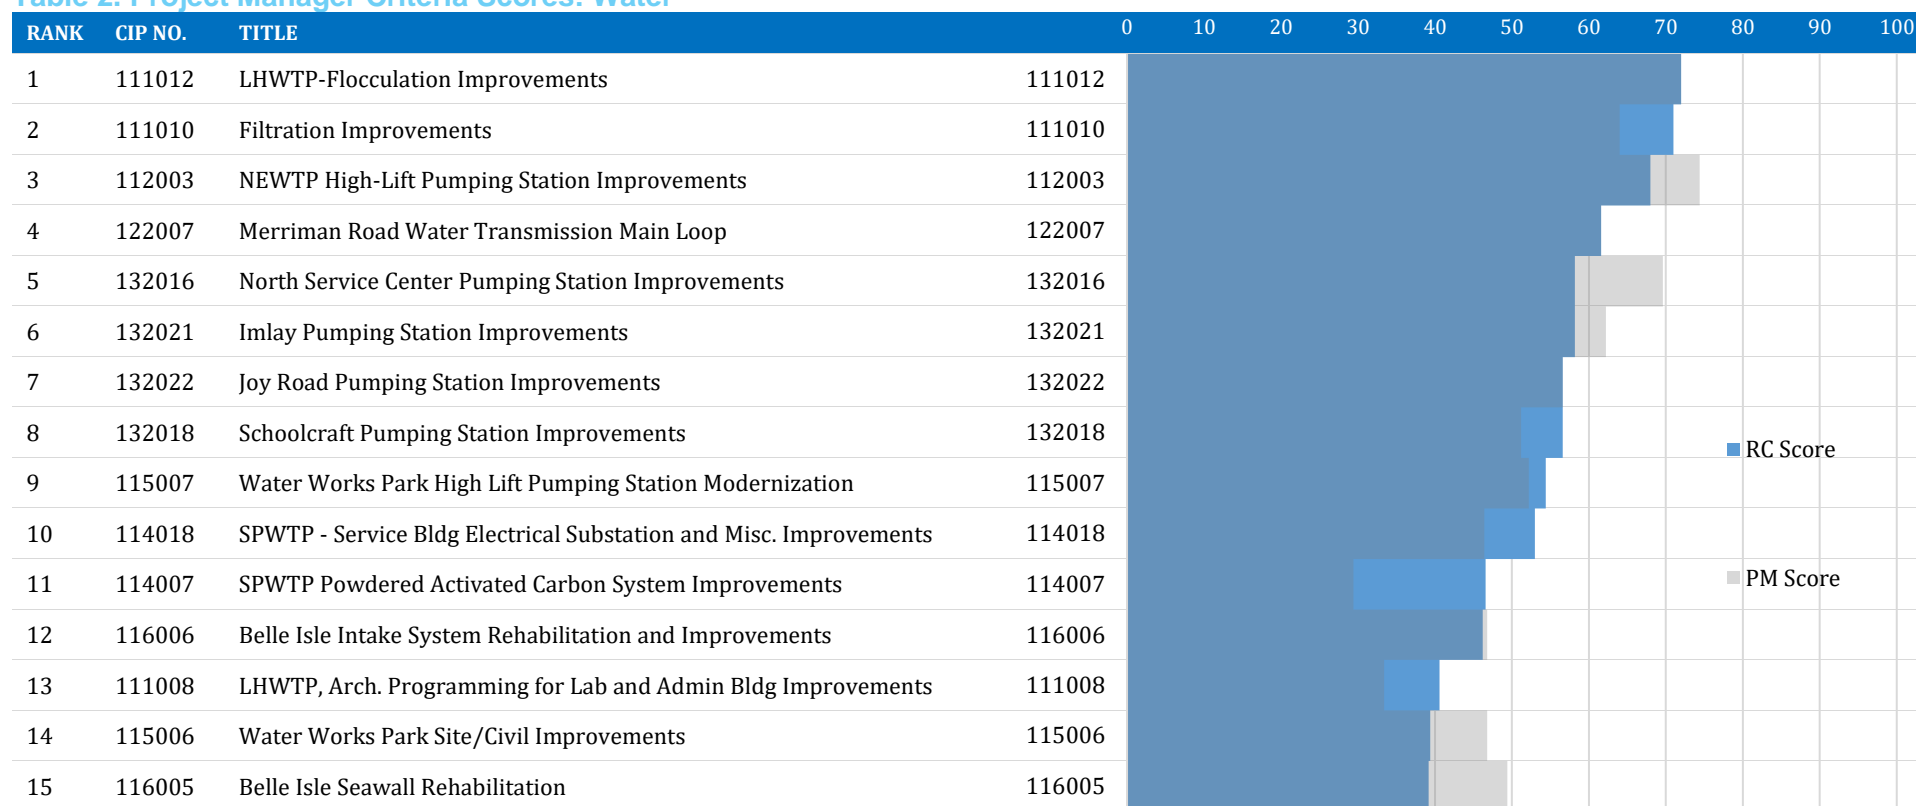 Table 2. Project Manager Criteria Scores: Water
RANK CIP NO. TITLE 0 10 20 30 40 50 60 70 80 90 100
1 111012 LHWTP-Flocculation Improvements 111012
2 111010 Filtration Improvements 111010
3 112003 NEWTP High-Lift Pumping Station Improvements 112003
4 122007 Merriman Road Water Transmission Main Loop 122007
5 132016 North Service Center Pumping Station Improvements 132016
6 132021 Imlay Pumping Station Improvements 132021
7 132022 Joy Road Pumping Station Improvements 132022
8 132018 Schoolcraft Pumping Station Improvements 132018
RC Score
9 115007 Water Works Park High Lift Pumping Station Modernization 115007
10 114018 SPWTP - Service Bldg Electrical Substation and Misc. Improvements 114018
11 114007 SPWTP Powdered Activated Carbon System Improvements 114007
PM Score
12 116006 Belle Isle Intake System Rehabilitation and Improvements 116006
13 111008 LHWTP, Arch. Programming for Lab and Admin Bldg Improvements 111008
14 115006 Water Works Park Site/Civil Improvements 115006
15 116005 Belle Isle Seawall Rehabilitation 116005